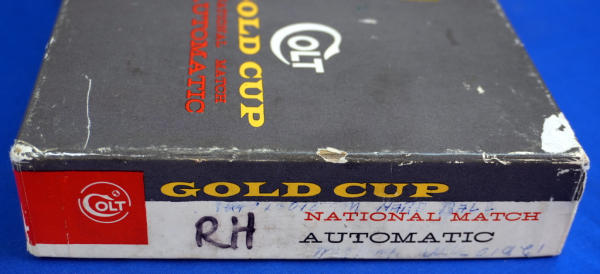 COLT
GOLD CUP
NATIONAL MATCH
AUTOMATIC
COLT
GOLD CUP
NATIONAL MATCH
RH
AUTOMATIC